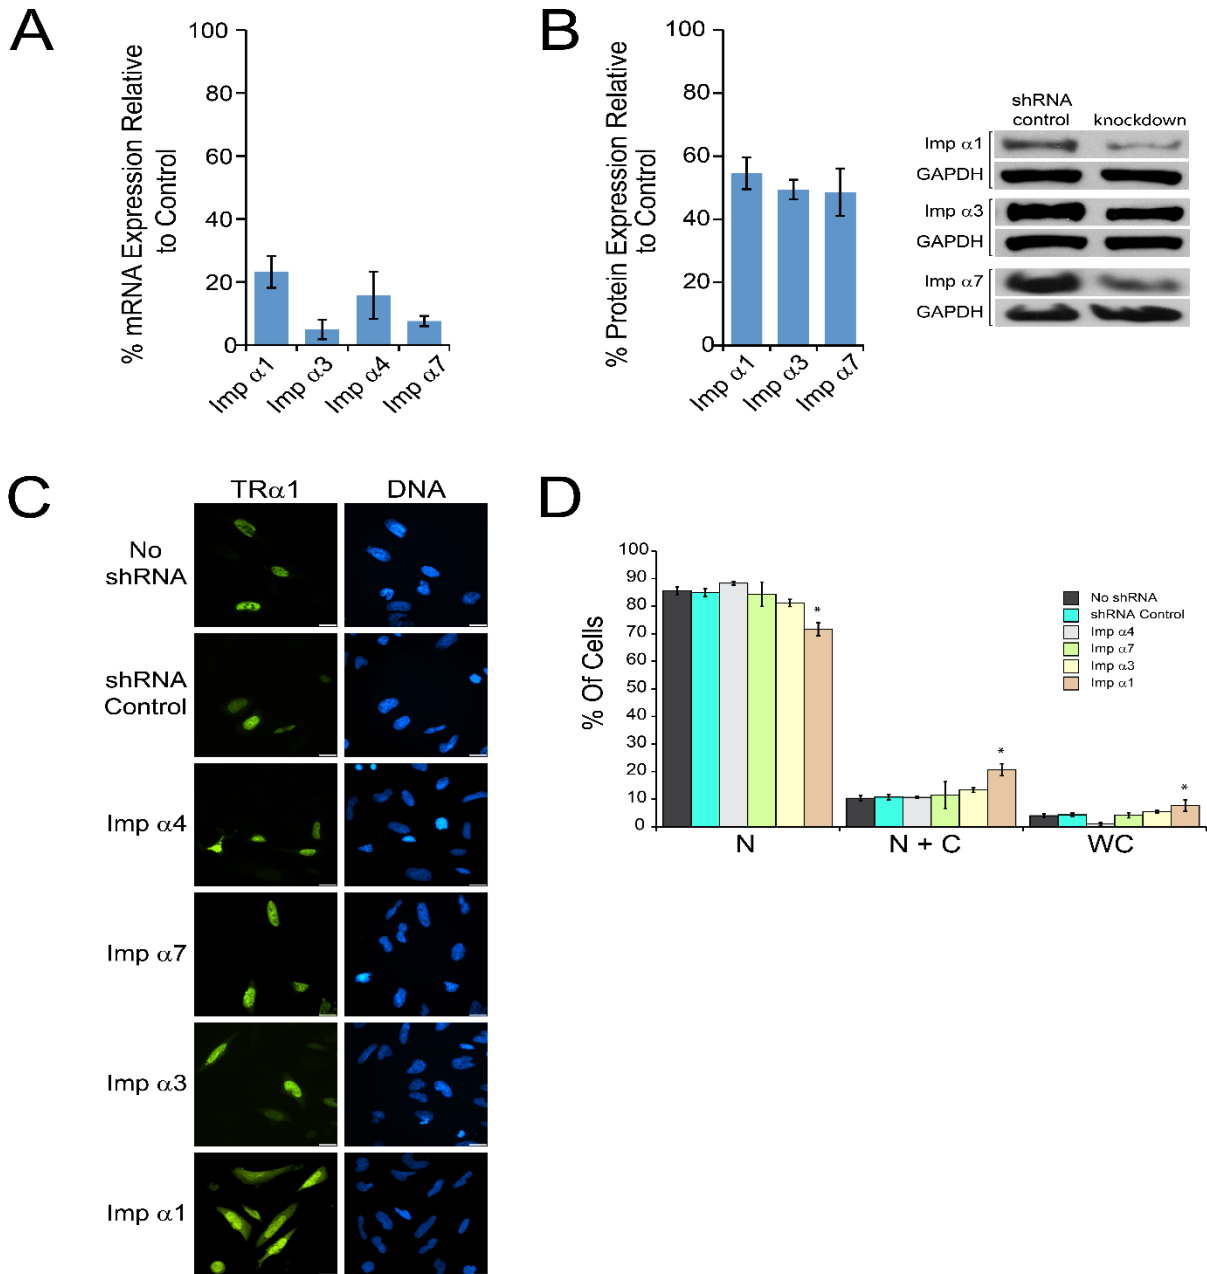 A
% mRNA Expression Relative
to Control
100
80
60
40
20
0
Imp α1
Imp α3
Imp α4
Imp α7
B
% Protein Expression Relative
to Control
100
80
60
40
20
0
Imp α1
Imp α3
Imp α7
shRNA
control
knockdown
Imp α1
GAPDH
Imp α3
GAPDH
Imp α7
GAPDH
C
TRα1
DNA
No
shRNA
shRNA
Control
Imp α4
Imp α7
Imp α3
Imp α1
D
% Of Cells
100
90
80
70
60
50
40
30
20
10
0
*
*
*
N
N + C
WC
No shRNA
shRNA Control
Imp α4
Imp α7
Imp α3
Imp α1